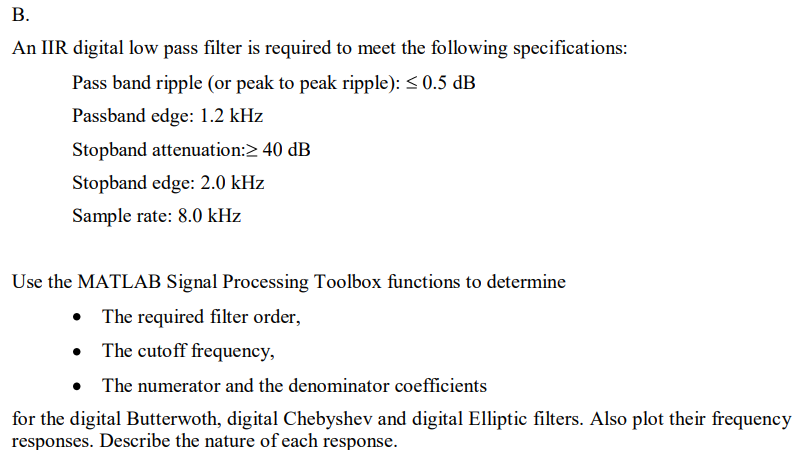 B.
An IIR digital low pass filter is required to meet the following specifications:
Pass band ripple (or peak to peak ripple): ≤ 0.5 dB
Passband edge: 1.2 kHz
Stopband attenuation:≥ 40 dB
Stopband edge: 2.0 kHz
Sample rate: 8.0 kHz
Use the MATLAB Signal Processing Toolbox functions to determine
• The required filter order,
• The cutoff frequency,
• The numerator and the denominator coefficients
for the digital Butterwoth, digital Chebyshev and digital Elliptic filters. Also plot their frequency
responses. Describe the nature of each response.